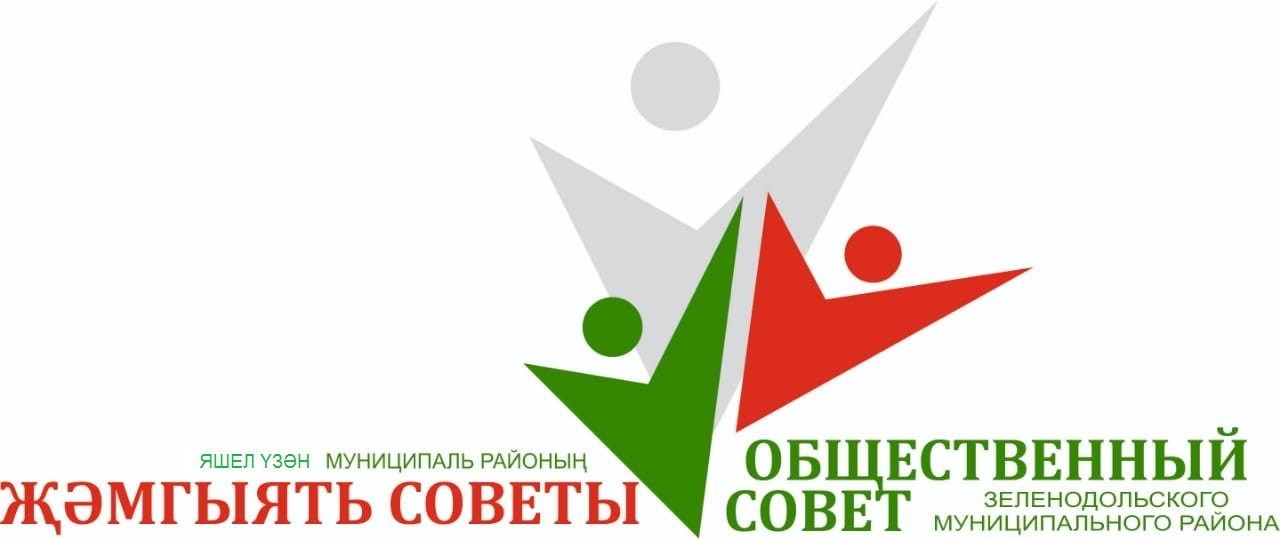 ЯШЕЛ ҮЗӘН МУНИЦИПАЛЬ РАЙОНЫҢ
ҖӘМГЫЯТЬ СОВЕТЫ
ОБЩЕСТВЕННЫЙ
СОВЕТ
ЗЕЛЕНОДОЛЬСКОГО
МУНИЦИПАЛЬНОГО РАЙОНА